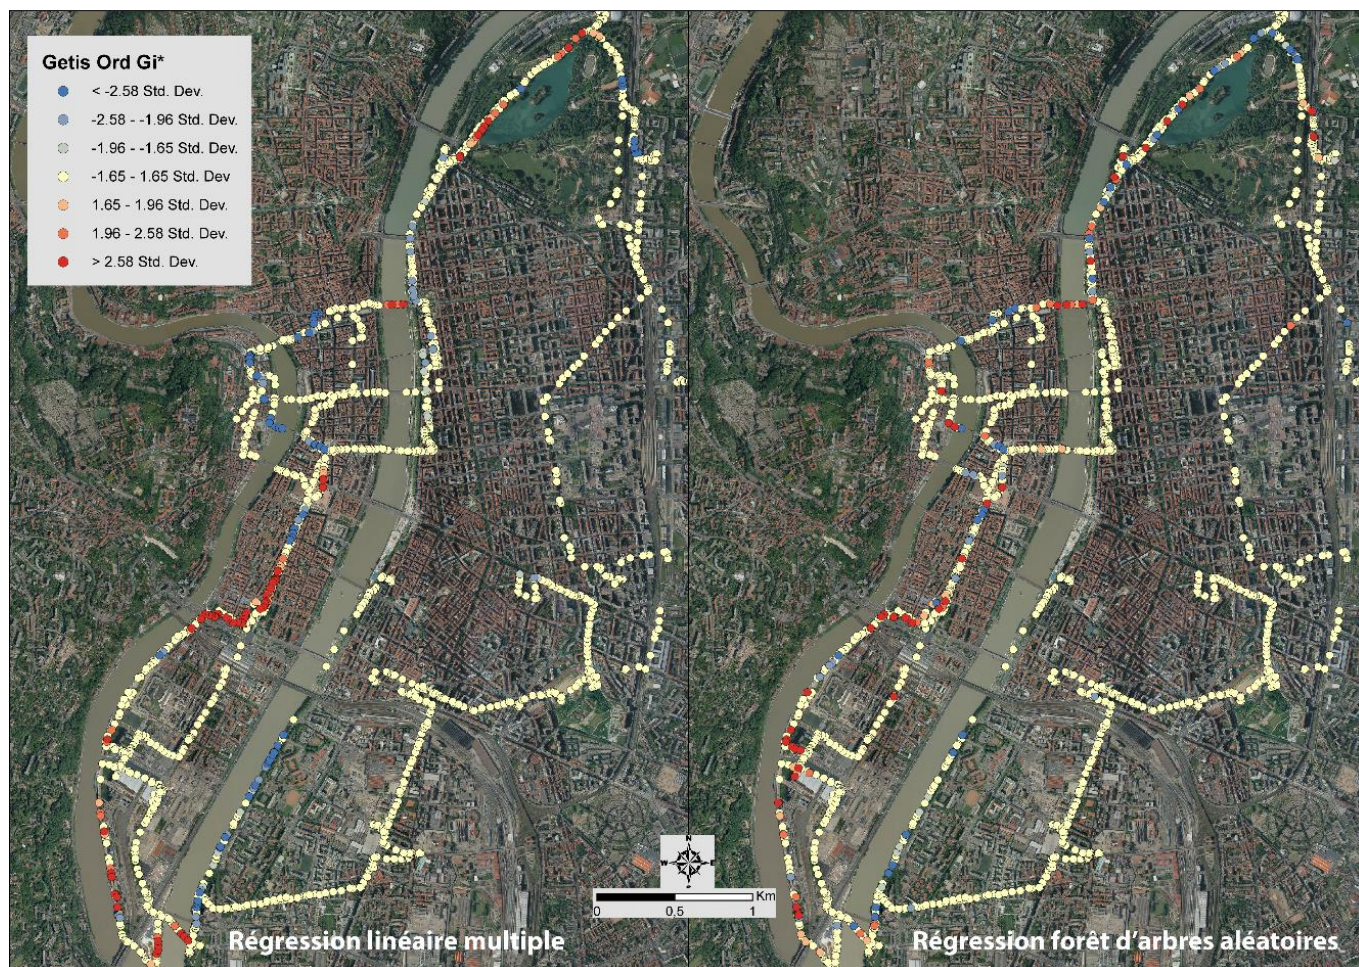 Getis Ord Gi*
< -2.58 Std. Dev.
-2.58 - -1.96 Std. Dev.
-1.96 - -1.65 Std. Dev.
-1.65 - 1.65 Std. Dev
1.65 - 1.96 Std. Dev.
1.96 - 2.58 Std. Dev.
> 2.58 Std. Dev.
N
W E
S
Km
0 0,5 1
Régression linéaire multiple
Régression forêt d'arbres aléatoires